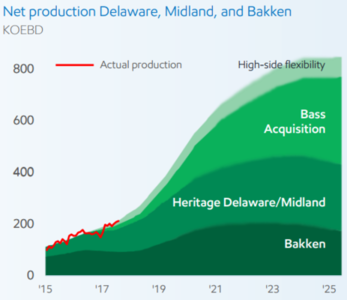 Net production Delaware, Midland, and Bakken
KOEBD
Actual production
High-side flexibility
800
600
400
200
0
Bass
Acquisition
Heritage Delaware/Midland
Bakken
'15
'17
'19
'21
'23
'25